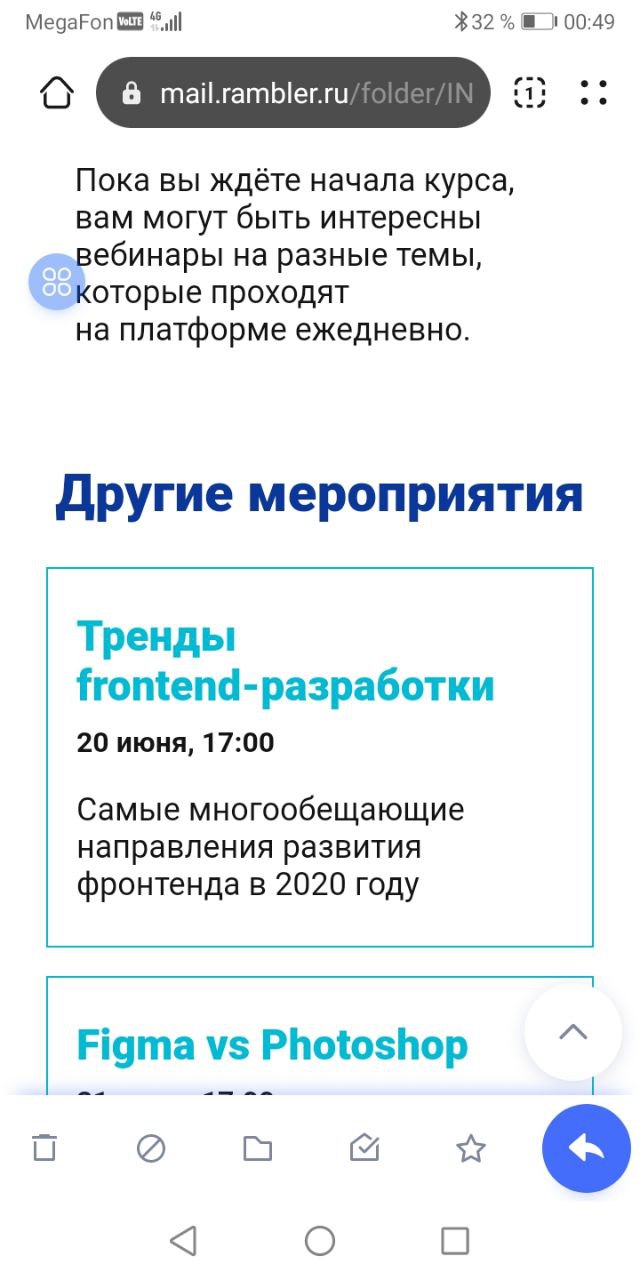 MegaFon VoLTE 4G 32 % 00:49
1 mail.rambler.ru/folder/IN
Пока вы ждёте начала курса,
вам могут быть интересны
вебинары на разные темы,
которые проходят
на платформе ежедневно.
Другие мероприятия
Тренды
frontend-разработки
20 июня, 17:00
Самые многообещающие
направления развития
фронтенда в 2020 году
Figma vs Photoshop